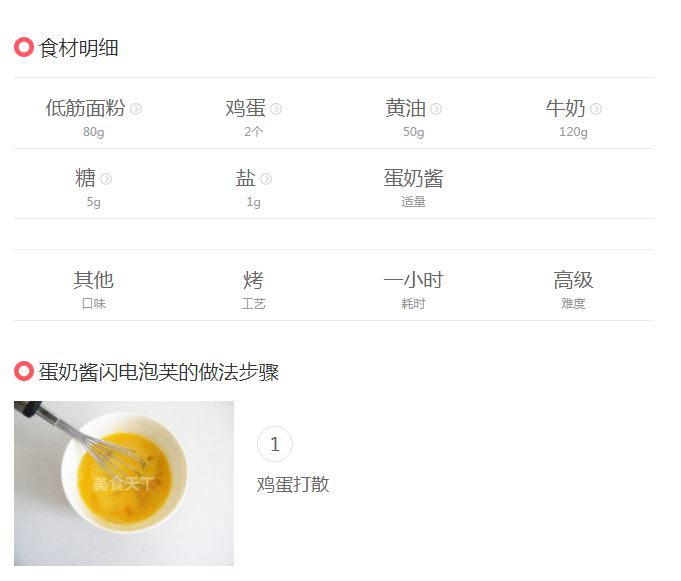 食材明细
低筋面粉 鸡蛋 黄油 牛奶
80g 2个 50g 120g
糖 盐 蛋奶酱
5g 1g 适量
其他 烤 一小时 高级
口味 工艺 耗时 难度
蛋奶酱闪电泡芙的做法步骤
1
美食天下
鸡蛋打散